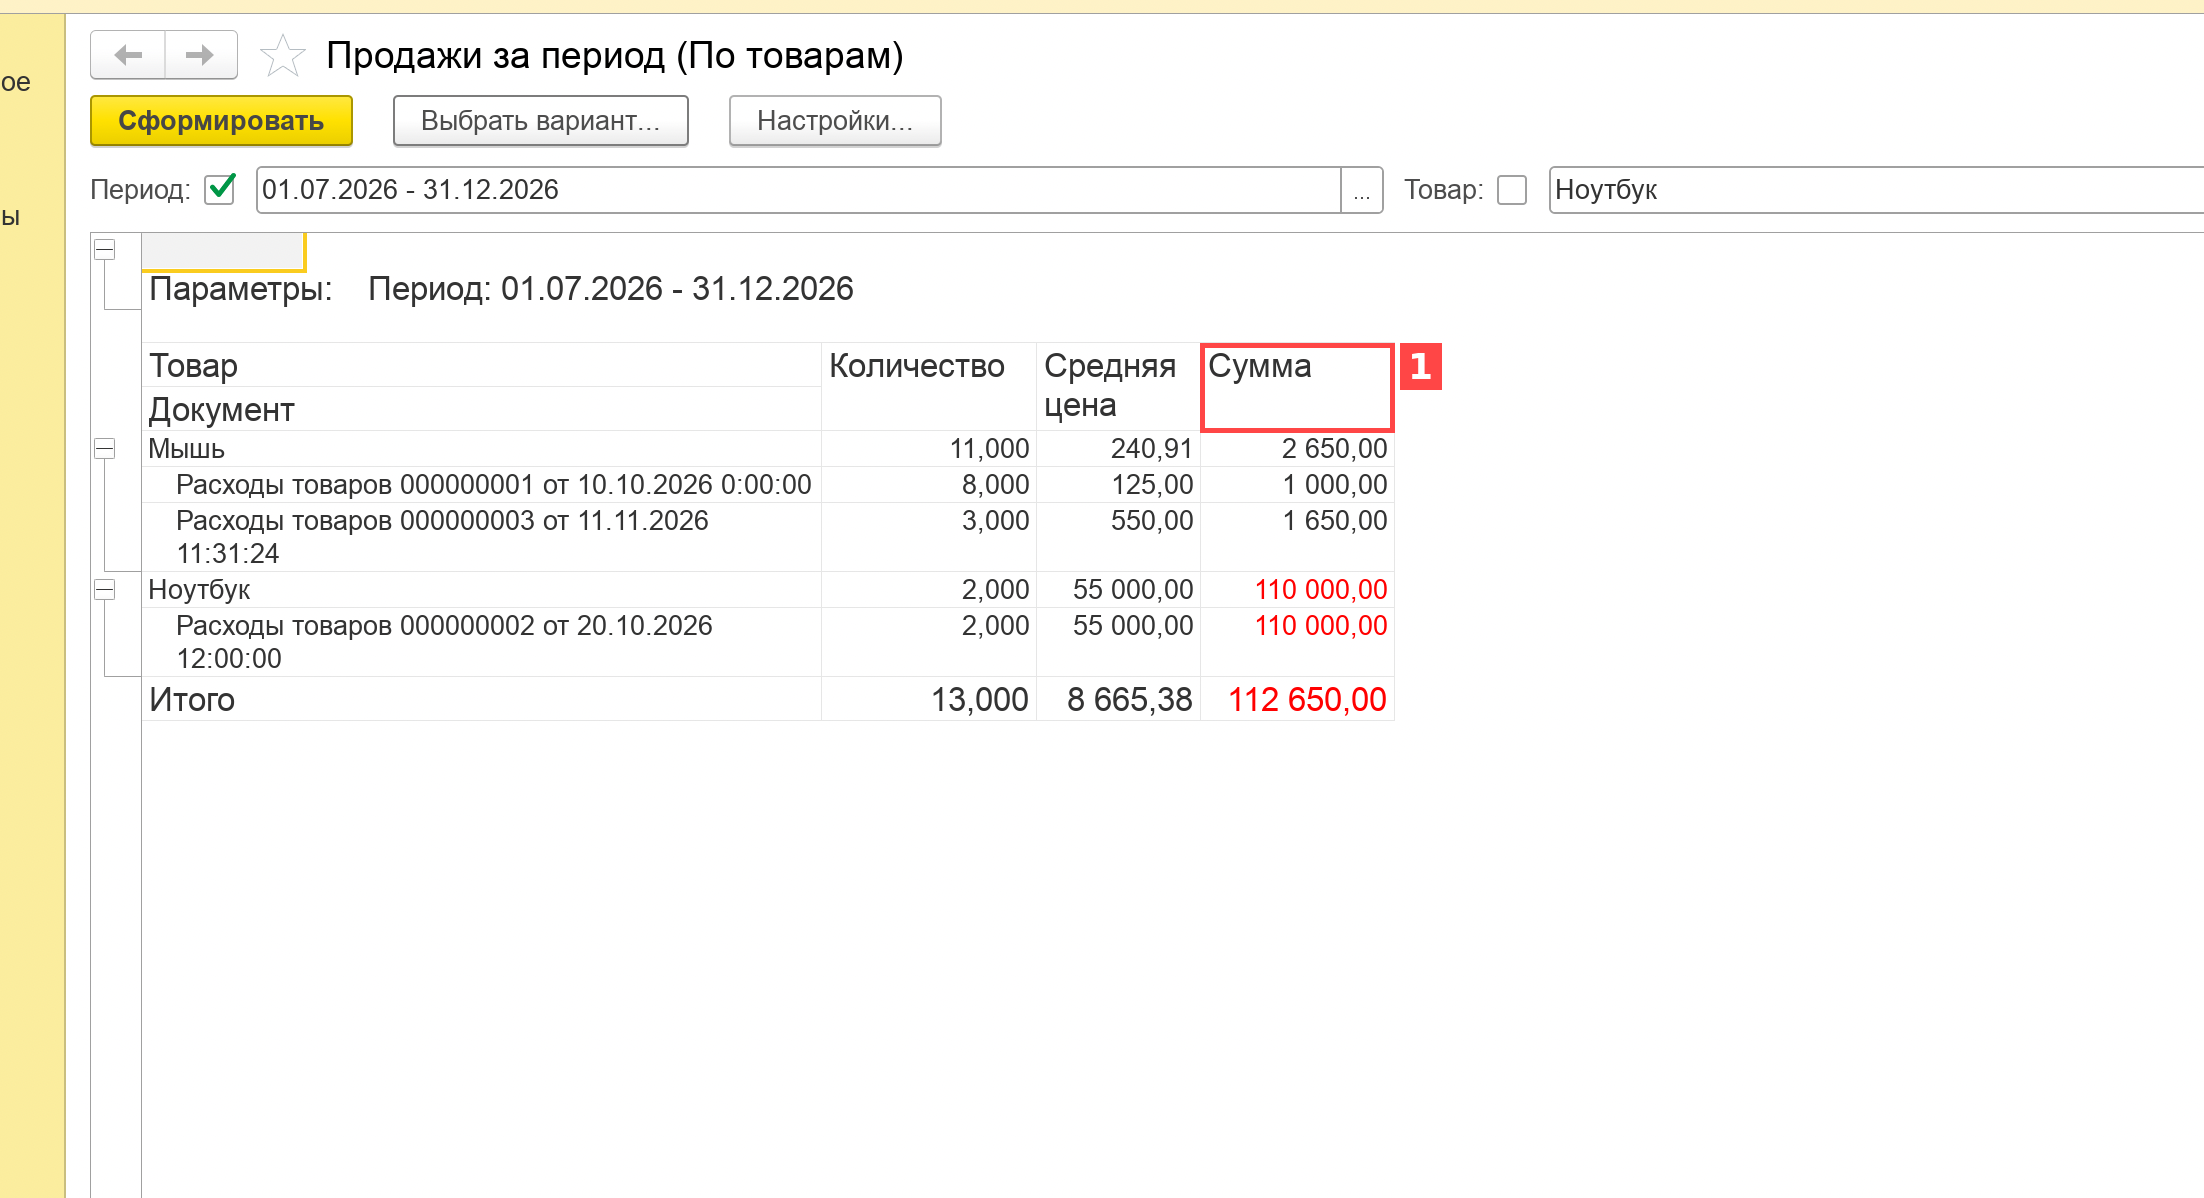 Продажи за период (По товарам)
ое
Сформировать Выбрать вариант... Настройки...
Период: 01.07.2026 - 31.12.2026 ... Товар: Ноутбук
ы
Параметры: Период: 01.07.2026 - 31.12.2026
Товар Количество Средняя цена Сумма 1
Документ
Мышь 11,000 240,91 2 650,00
Расходы товаров 000000001 от 10.10.2026 0:00:00 8,000 125,00 1 000,00
Расходы товаров 000000003 от 11.11.2026 3,000 550,00 1 650,00
11:31:24
Ноутбук 2,000 55 000,00 110 000,00
Расходы товаров 000000002 от 20.10.2026 2,000 55 000,00 110 000,00
12:00:00
Итого 13,000 8 665,38 112 650,00